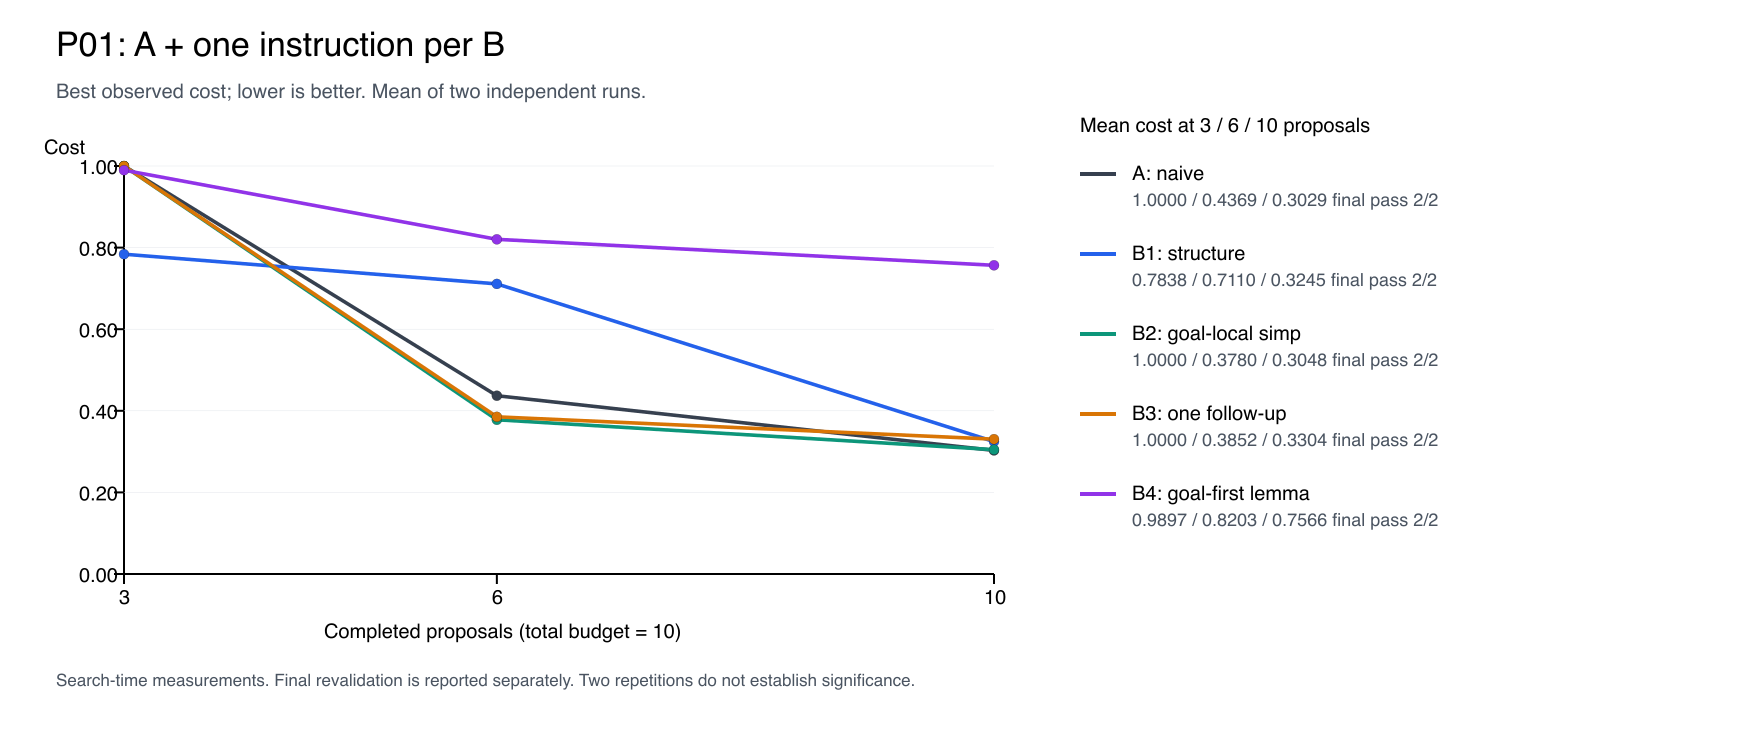 P01: A + one instruction per B
Best observed cost; lower is better. Mean of two independent runs.
Cost
1.00
0.80
0.60
0.40
0.20
0.00
3
6
10
Completed proposals (total budget = 10)
Mean cost at 3 / 6 / 10 proposals
A: naive
1.0000 / 0.4369 / 0.3029 final pass 2/2
B1: structure
0.7838 / 0.7110 / 0.3245 final pass 2/2
B2: goal-local simp
1.0000 / 0.3780 / 0.3048 final pass 2/2
B3: one follow-up
1.0000 / 0.3852 / 0.3304 final pass 2/2
B4: goal-first lemma
0.9897 / 0.8203 / 0.7566 final pass 2/2
Search-time measurements. Final revalidation is reported separately. Two repetitions do not establish significance.